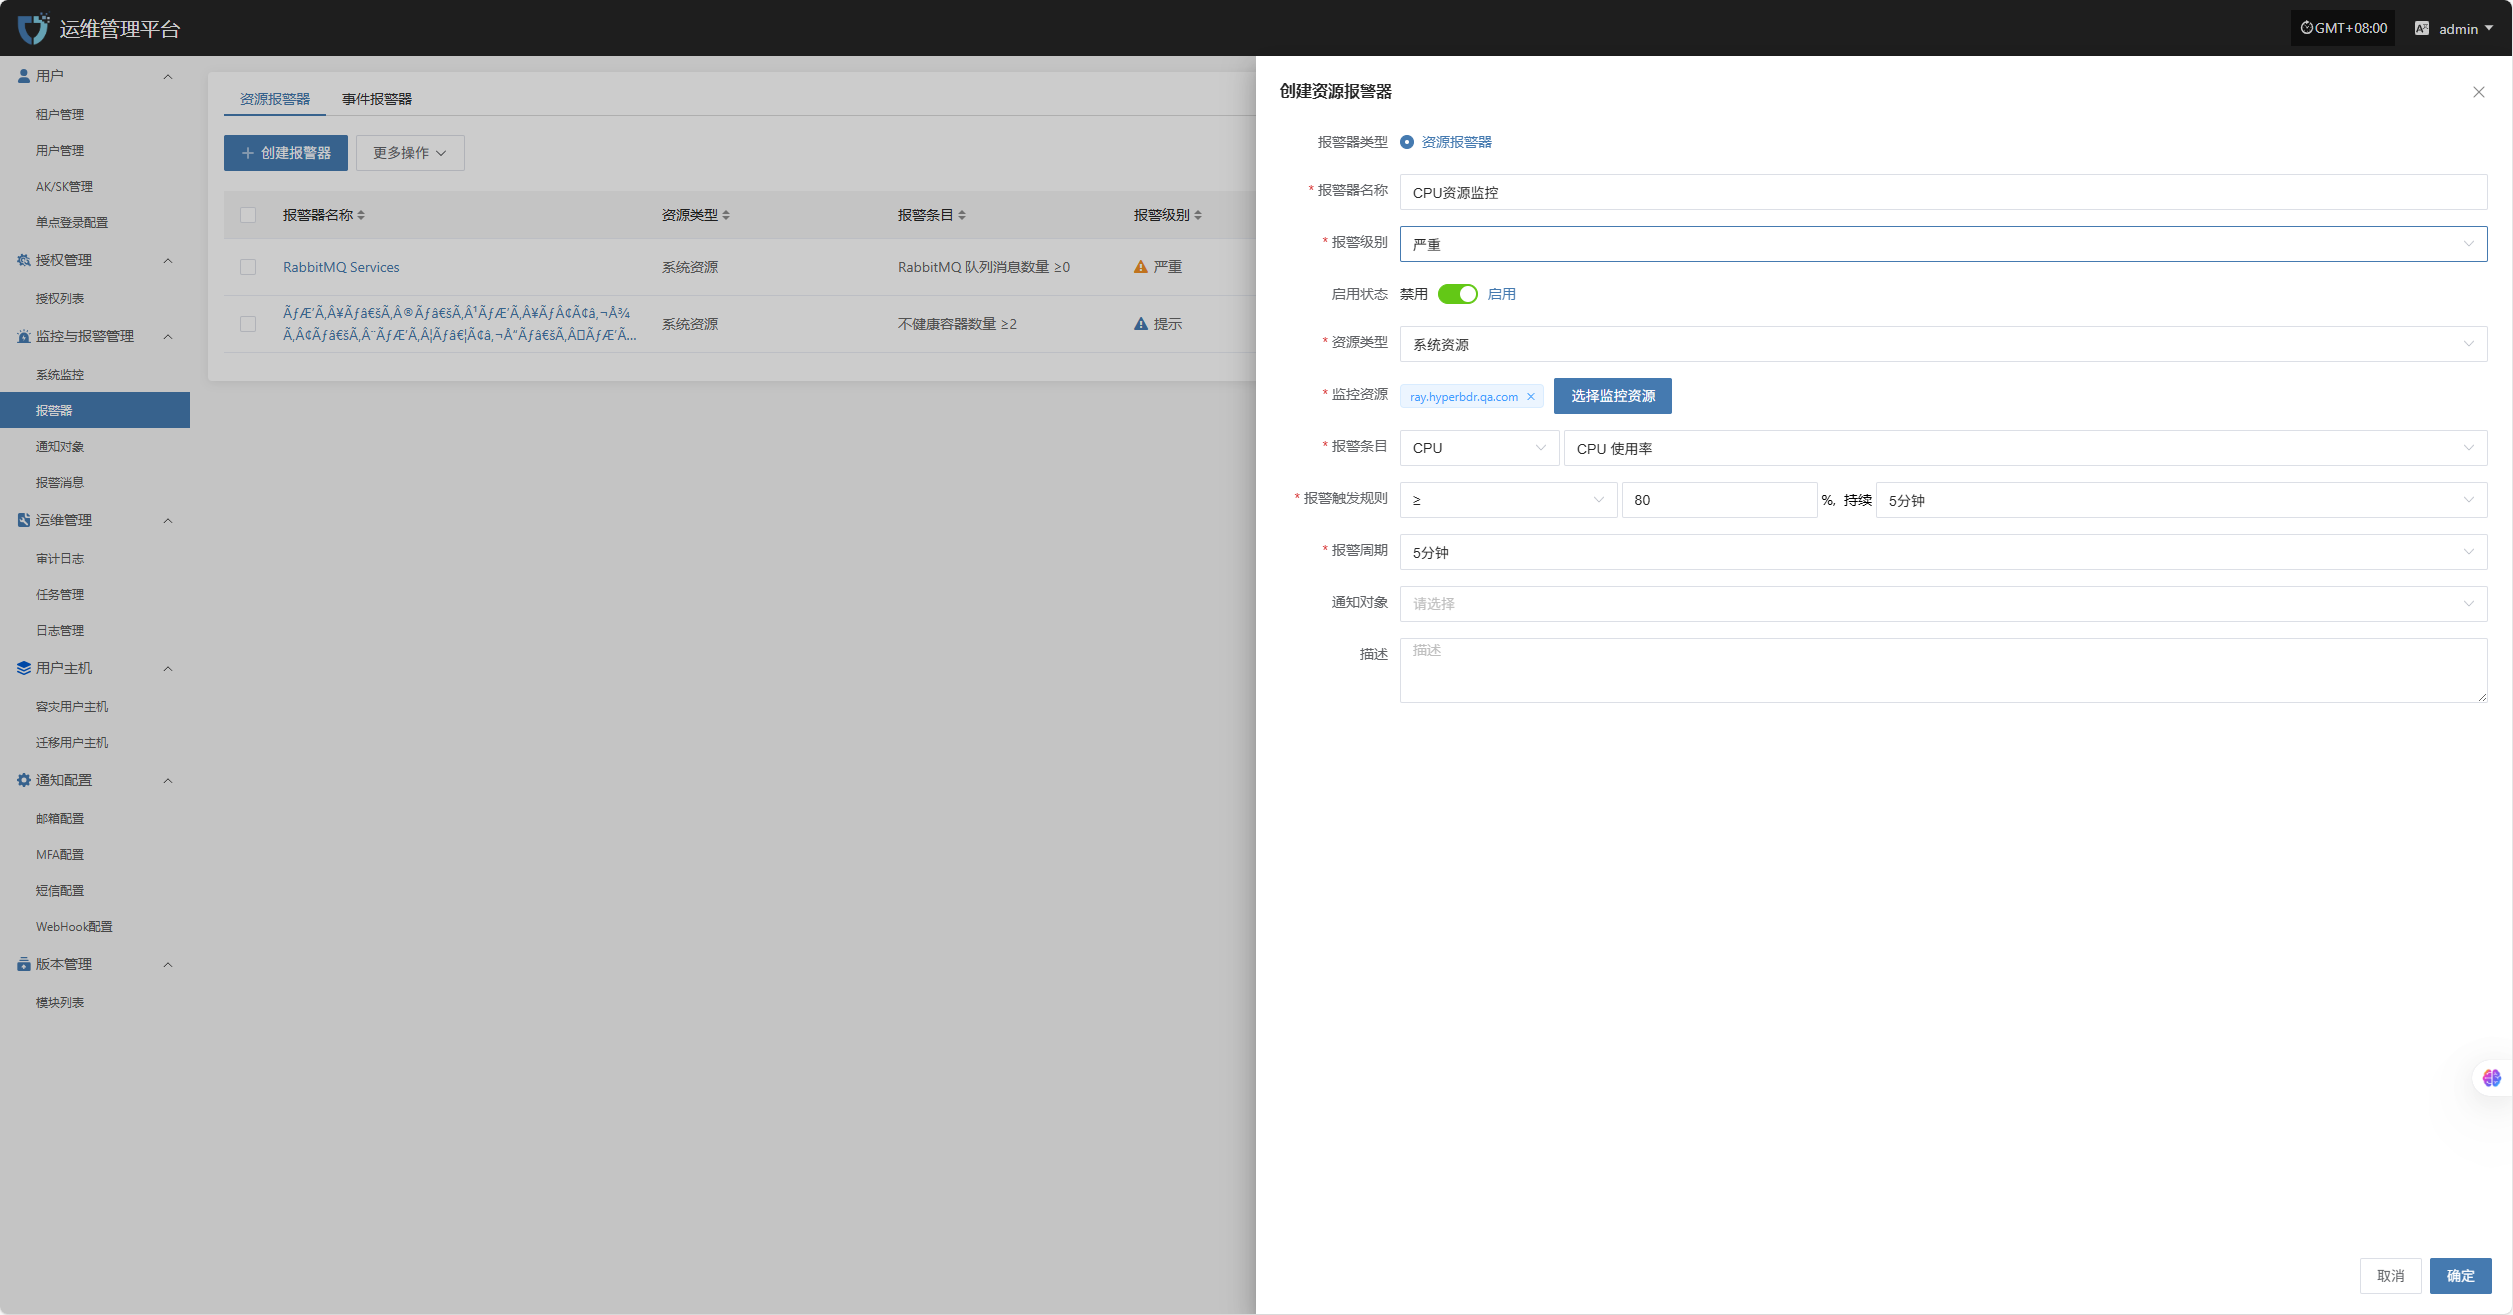 运维管理平台
GMT+08:00
admin
用户
租户管理
用户管理
AK/SK管理
单点登录配置
授权管理
授权列表
监控与报警管理
系统监控
报警器
通知对象
报警消息
运维管理
审计日志
任务管理
日志管理
用户主机
容灾用户主机
迁移用户主机
通知配置
邮箱配置
MFA配置
短信配置
WebHook配置
版本管理
模块列表
资源报警器 事件报警器
创建报警器 更多操作
报警器名称 资源类型 报警条目 报警级别
RabbitMQ Services 系统资源 RabbitMQ 队列消息数量 ≥0 严重
系统资源 不健康容器数量 ≥2 提示
创建资源报警器
报警器类型 资源报警器
* 报警器名称 CPU资源监控
* 报警级别 严重
启用状态 禁用 启用
* 资源类型 系统资源
* 监控资源 ray.hyperbdr.qa.com × 选择监控资源
* 报警条目 CPU CPU 使用率
* 报警触发规则 ≥ 80 %, 持续 5分钟
* 报警周期 5分钟
通知对象 请选择
描述 描述
取消 确定